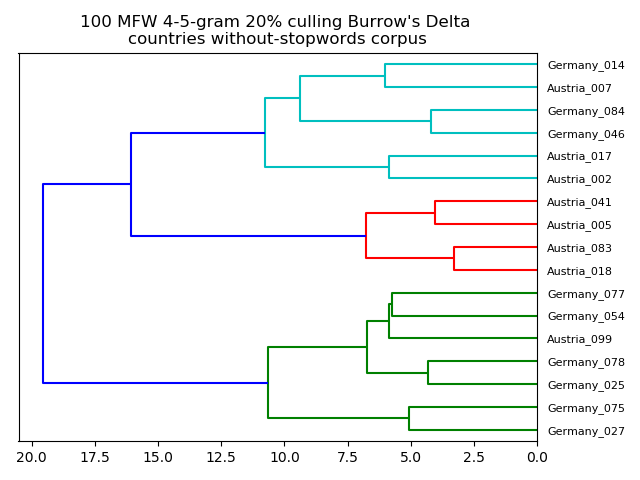 100 MFW 4-5-gram 20% culling Burrow's Delta
countries without-stopwords corpus
Germany_014
Austria_007
Germany_084
Germany_046
Austria_017
Austria_002
Austria_041
Austria_005
Austria_083
Austria_018
Germany_077
Germany_054
Austria_099
Germany_078
Germany_025
Germany_075
Germany_027
20.0 17.5 15.0 12.5 10.0 7.5 5.0 2.5 0.0